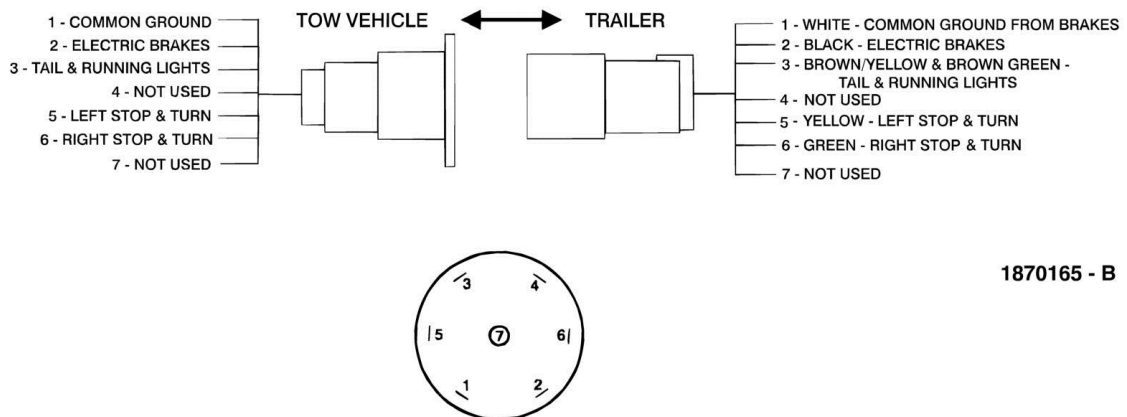 TOW VEHICLE
TRAILER
1 - COMMON GROUND
2 - ELECTRIC BRAKES
3 - TAIL & RUNNING LIGHTS
4 - NOT USED
5 - LEFT STOP & TURN
6 - RIGHT STOP & TURN
7 - NOT USED
1 - WHITE - COMMON GROUND FROM BRAKES
2 - BLACK - ELECTRIC BRAKES
3 - BROWN/YELLOW & BROWN GREEN -
TAIL & RUNNING LIGHTS
4 - NOT USED
5 - YELLOW - LEFT STOP & TURN
6 - GREEN - RIGHT STOP & TURN
7 - NOT USED
1870165 - B
3
4
5
7
6
1
2